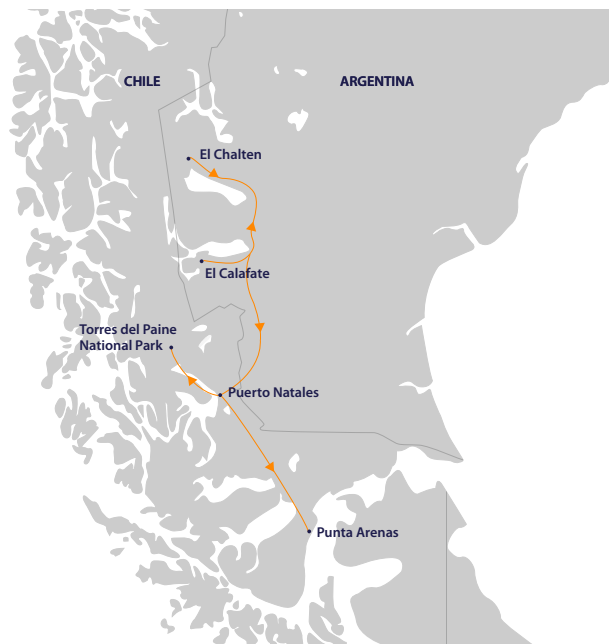 CHILE
ARGENTINA
El Chalten
El Calafate
Torres del Paine
National Park
Puerto Natales
Punta Arenas